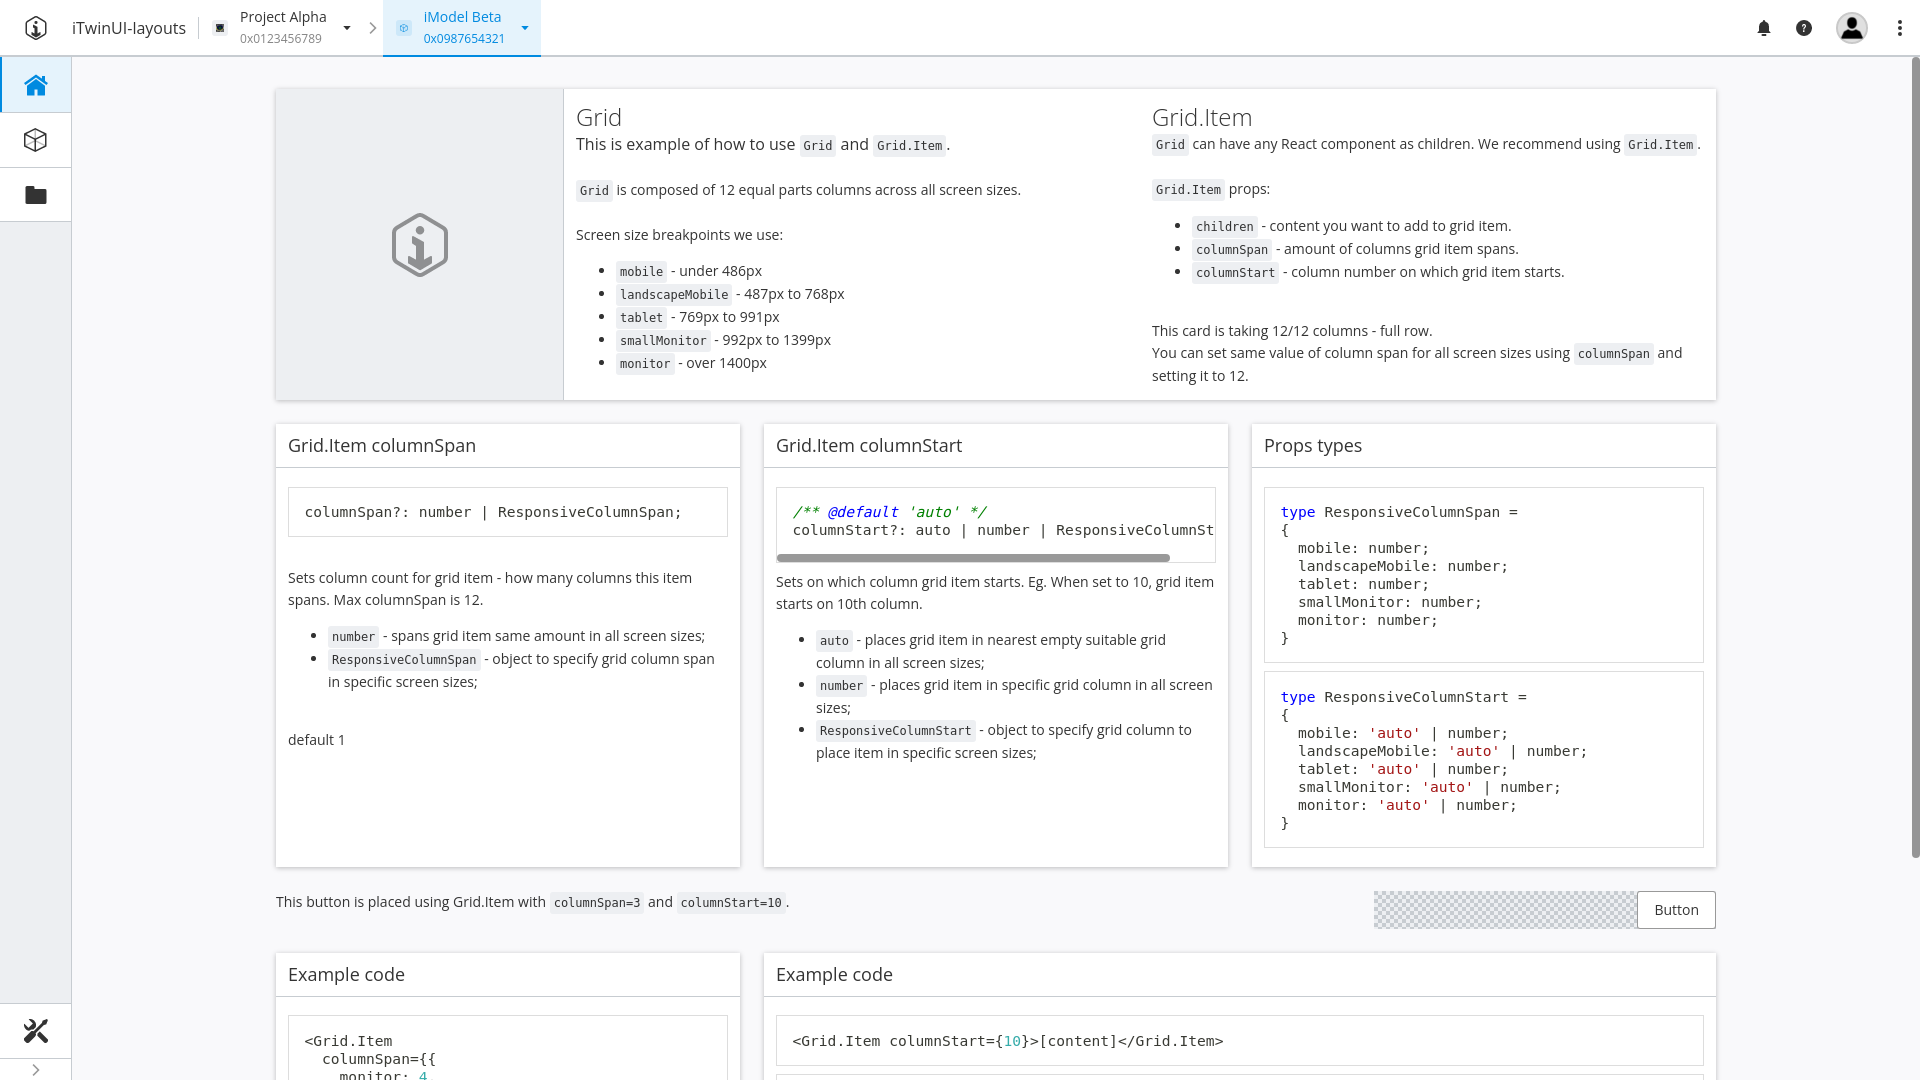 iTwinUI-layouts
Project Alpha
0x0123456789
iModel Beta
0x0987654321
Grid
This is example of how to use Grid and Grid.Item.
Grid is composed of 12 equal parts columns across all screen sizes.
Screen size breakpoints we use:
mobile - under 486px
landscapeMobile - 487px to 768px
tablet - 769px to 991px
smallMonitor - 992px to 1399px
monitor - over 1400px
Grid.Item
Grid can have any React component as children. We recommend using Grid.Item.
Grid.Item props:
children - content you want to add to grid item.
columnSpan - amount of columns grid item spans.
columnStart - column number on which grid item starts.
This card is taking 12/12 columns - full row.
You can set same value of column span for all screen sizes using columnSpan and
setting it to 12.
Grid.Item columnSpan
columnSpan?: number | ResponsiveColumnSpan;
Sets column count for grid item - how many columns this item
spans. Max columnSpan is 12.
number - spans grid item same amount in all screen sizes;
ResponsiveColumnSpan - object to specify grid column span
in specific screen sizes;
default 1
Grid.Item columnStart
/** @default 'auto' */
columnStart?: auto | number | ResponsiveColumnSt
Sets on which column grid item starts. Eg. When set to 10, grid item
starts on 10th column.
auto - places grid item in nearest empty suitable grid
column in all screen sizes;
number - places grid item in specific grid column in all screen
sizes;
ResponsiveColumnStart - object to specify grid column to
place item in specific screen sizes;
Props types
type ResponsiveColumnSpan =
{
mobile: number;
landscapeMobile: number;
tablet: number;
smallMonitor: number;
monitor: number;
}
type ResponsiveColumnStart =
{
mobile: 'auto' | number;
landscapeMobile: 'auto' | number;
tablet: 'auto' | number;
smallMonitor: 'auto' | number;
monitor: 'auto' | number;
}
This button is placed using Grid.Item with columnSpan=3 and columnStart=10.
Button
Example code
<Grid.Item
columnSpan={{
monitor: 4
Example code
<Grid.Item columnStart={10}>[content]</Grid.Item>